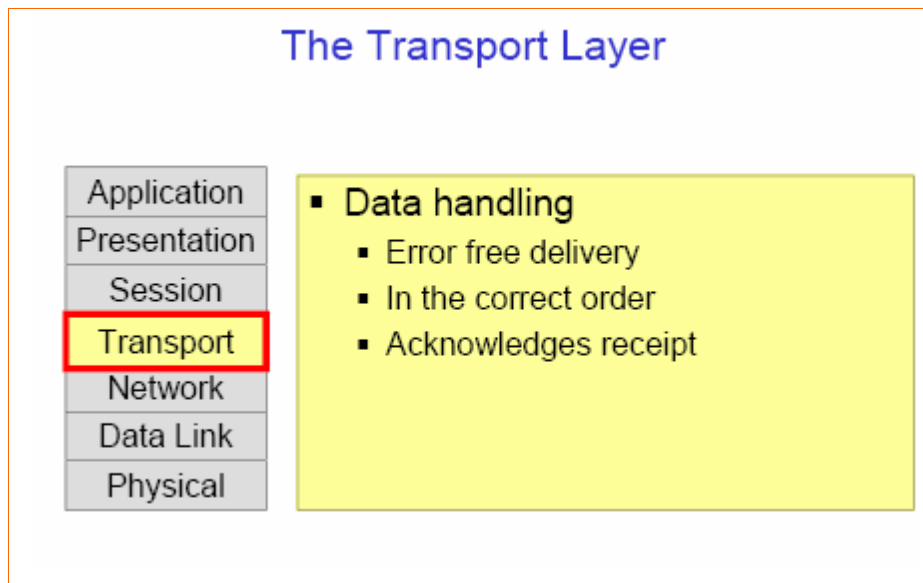 The Transport Layer
Application
Presentation
Session
Transport
Network
Data Link
Physical
▪ Data handling
▪ Error free delivery
▪ In the correct order
▪ Acknowledges receipt